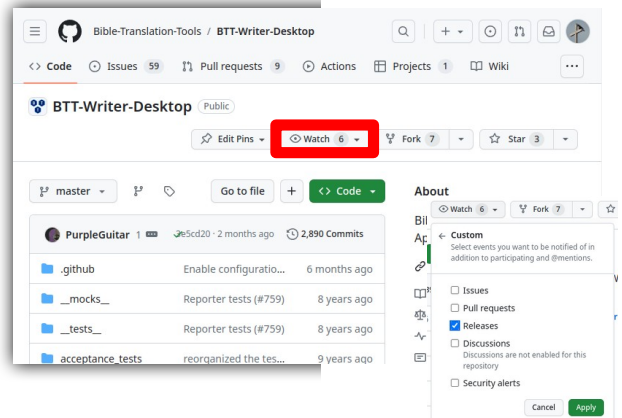 Bible-Translation-Tools / BTT-Writer-Desktop
<> Code Issues 59 Pull requests 9 Actions Projects 1 Wiki
BTT-Writer-Desktop Public
Edit Pins Watch 6 Fork 7 Star 3
master Go to file + <> Code
About
PurpleGuitar 1 e5cd20 · 2 months ago 2,890 Commits
.github Enable configuratio... 6 months ago
__mocks__ Reporter tests (#759) 8 years ago
__tests__ Reporter tests (#759) 8 years ago
acceptance_tests reorganized the tes... 9 years ago
Watch 6 Fork 7
Custom
Select events you want to be notified of in
addition to participating and @mentions.
Issues
Pull requests
Releases
Discussions
Discussions are not enabled for this
repository
Security alerts
Cancel Apply